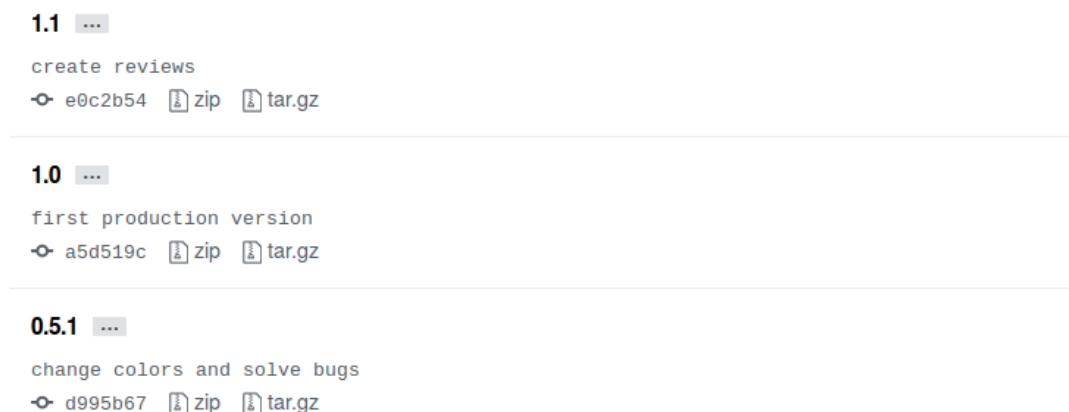 1.1 ...
create reviews
e0c2b54 zip tar.gz
1.0 ...
first production version
a5d519c zip tar.gz
0.5.1 ...
change colors and solve bugs
d995b67 zip tar.gz